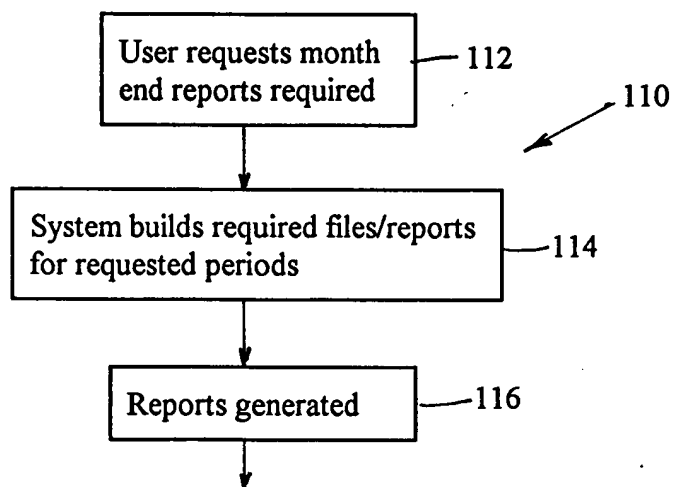 User requests month
end reports required
112
110
System builds required files/reports
for requested periods
114
Reports generated
116